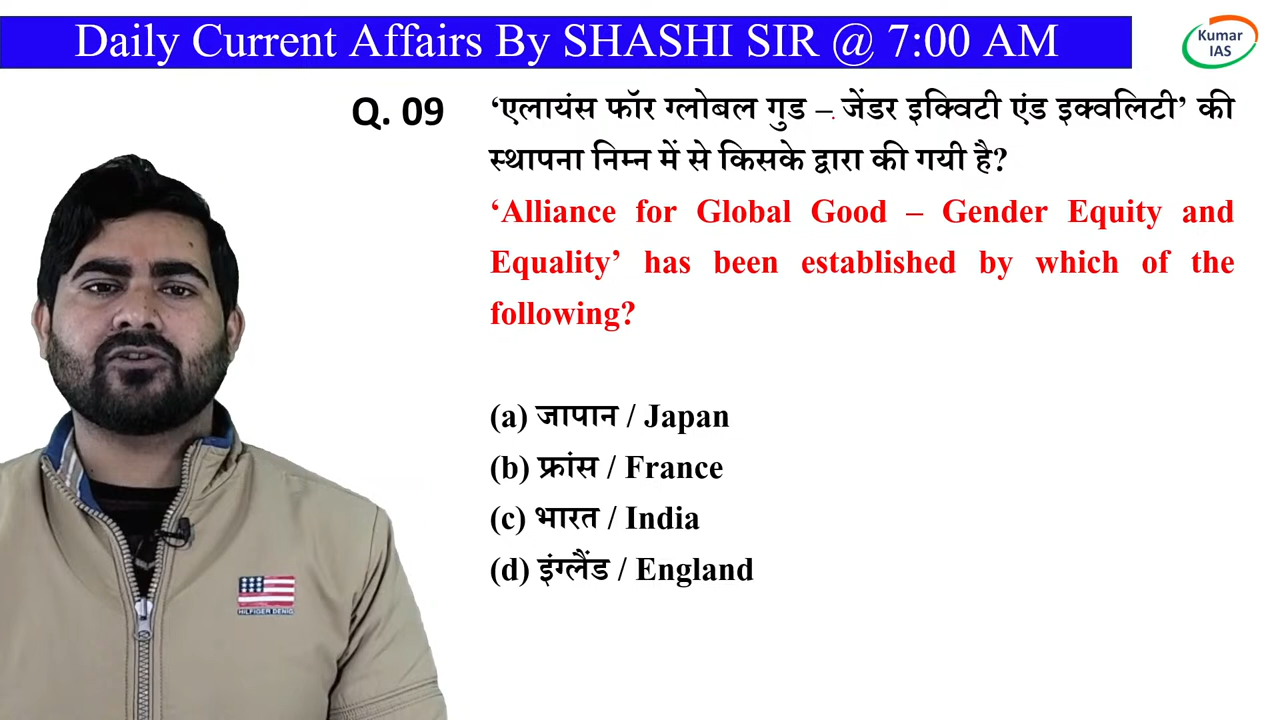 Daily Current Affairs By SHASHI SIR @ 7:00 AM
Kumar
IAS
Q. 09
‘एलायंस फॉर ग्लोबल गुड – जेंडर इक्विटी एंड इक्वलिटी’ की
स्थापना निम्न में से किसके द्वारा की गयी है?
‘Alliance for Global Good – Gender Equity and
Equality’ has been established by which of the
following?
(a) जापान / Japan
(b) फ्रांस / France
(c) भारत / India
(d) इंग्लैंड / England
HILFIGER DENIG